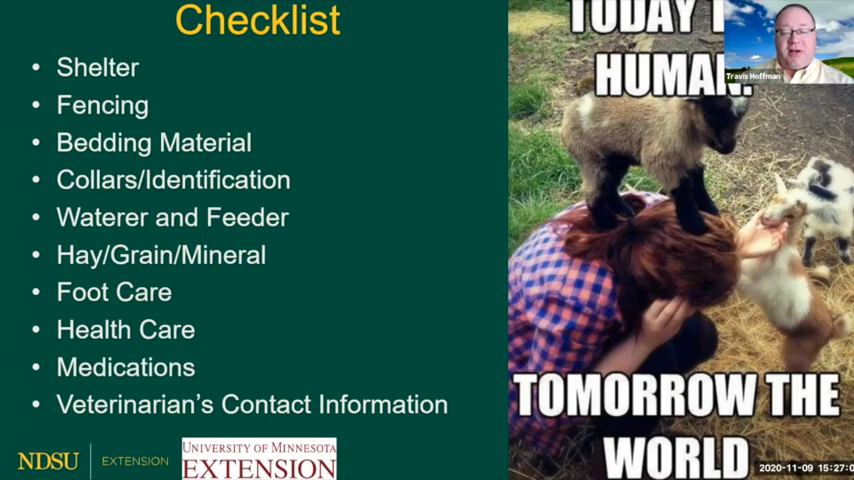 Checklist
• Shelter
• Fencing
• Bedding Material
• Collars/Identification
• Waterer and Feeder
• Hay/Grain/Mineral
• Foot Care
• Health Care
• Medications
• Veterinarian's Contact Information
NDSU EXTENSION
UNIVERSITY OF MINNESOTA
EXTENSION
TODAY
HUMAN.
TOMORROW THE
WORLD
Travis Hoffman
2020-11-09 15:27:0